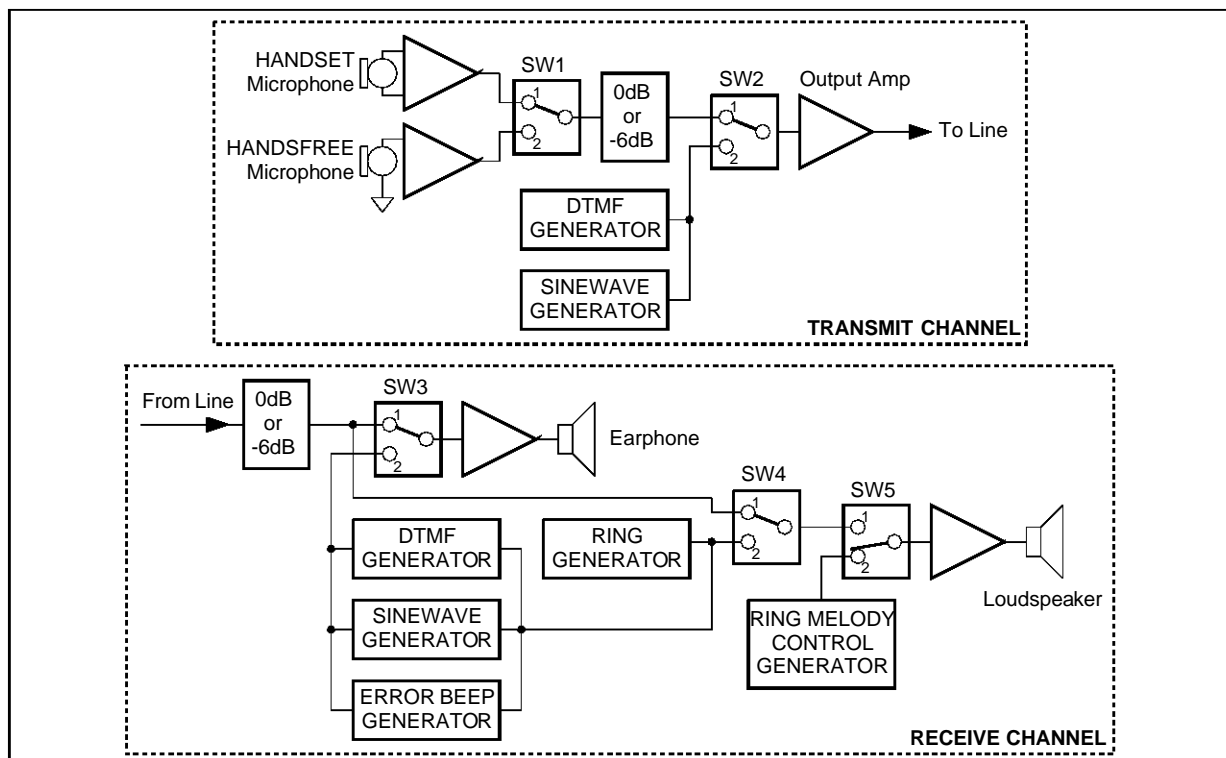 HANDSET
Microphone
SW1
1
2
0dB
or
-6dB
SW2
1
2
Output Amp
To Line
HANDSFREE
Microphone
DTMF
GENERATOR
SINEWAVE
GENERATOR
TRANSMIT CHANNEL
From Line
0dB
or
-6dB
SW3
1
2
Earphone
SW4
1
2
SW5
1
2
DTMF
GENERATOR
RING
GENERATOR
Loudspeaker
SINEWAVE
GENERATOR
RING MELODY
CONTROL
GENERATOR
ERROR BEEP
GENERATOR
RECEIVE CHANNEL